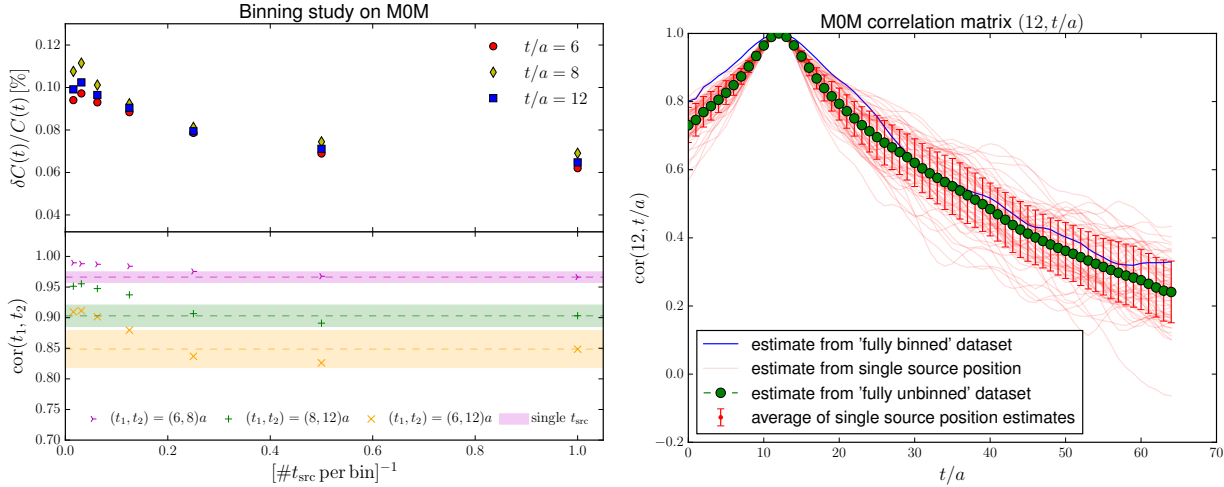 Binning study on M0M
0.12
0.10
0.08
0.06
0.04
δC(t)/C(t) [%]
t/a = 6
t/a = 8
t/a = 12
1.00
0.95
0.90
0.85
0.80
0.75
0.70
cor(t₁, t₂)
(t₁, t₂) = (6, 8)a
(t₁, t₂) = (8, 12)a
(t₁, t₂) = (6, 12)a
single t_src
0.0 0.2 0.4 0.6 0.8 1.0
[#t_src per bin]⁻¹
M0M correlation matrix (12, t/a)
1.0
0.8
0.6
0.4
0.2
0.0
−0.2
cor(12, t/a)
estimate from 'fully binned' dataset
estimate from single source position
estimate from 'fully unbinned' dataset
average of single source position estimates
0 10 20 30 40 50 60 70
t/a